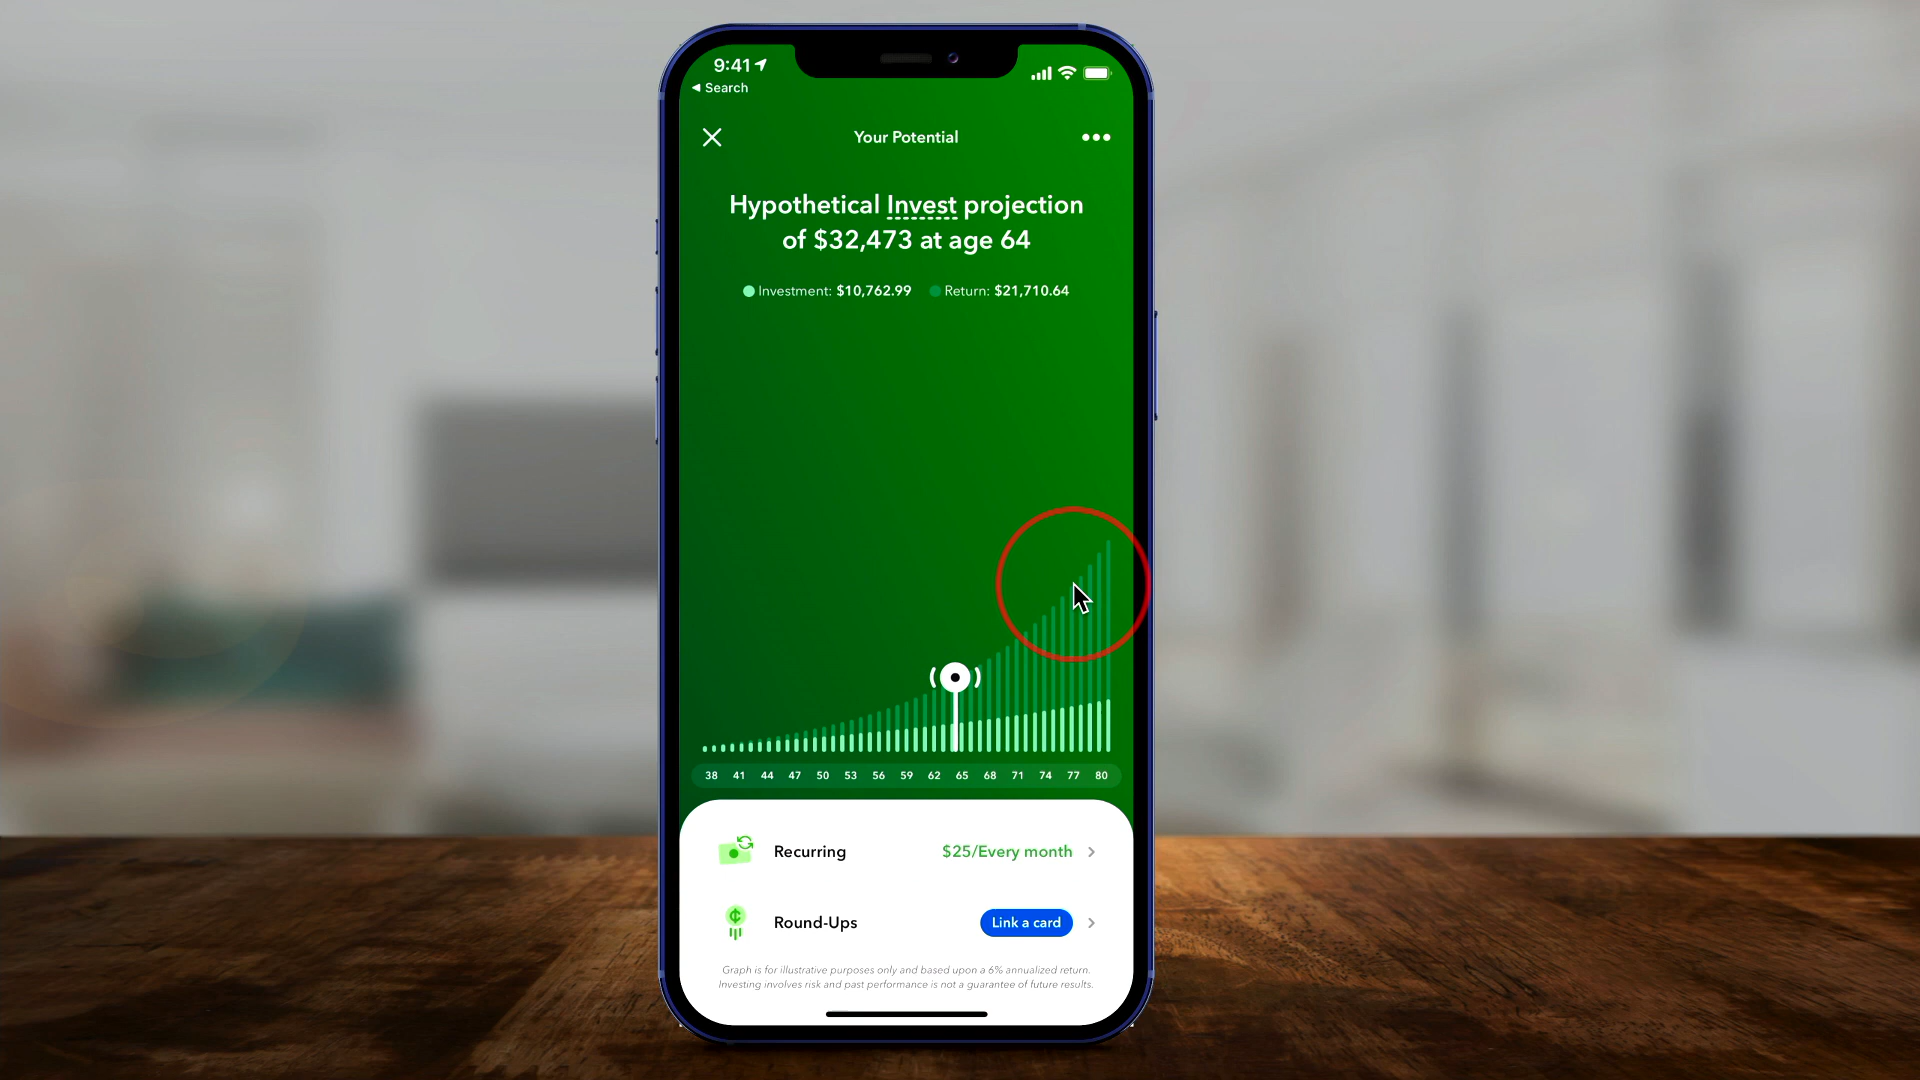 9:41
Search
Your Potential
Hypothetical Invest projection
of $32,473 at age 64
Investment: $10,762.99 Return: $21,710.64
38 41 44 47 50 53 56 59 62 65 68 71 74 77 80
Recurring $25/Every month
Round-Ups Link a card
Graph is for illustrative purposes only and based upon a 6% annualized return.
Investing involves risk and past performance is not a guarantee of future results.